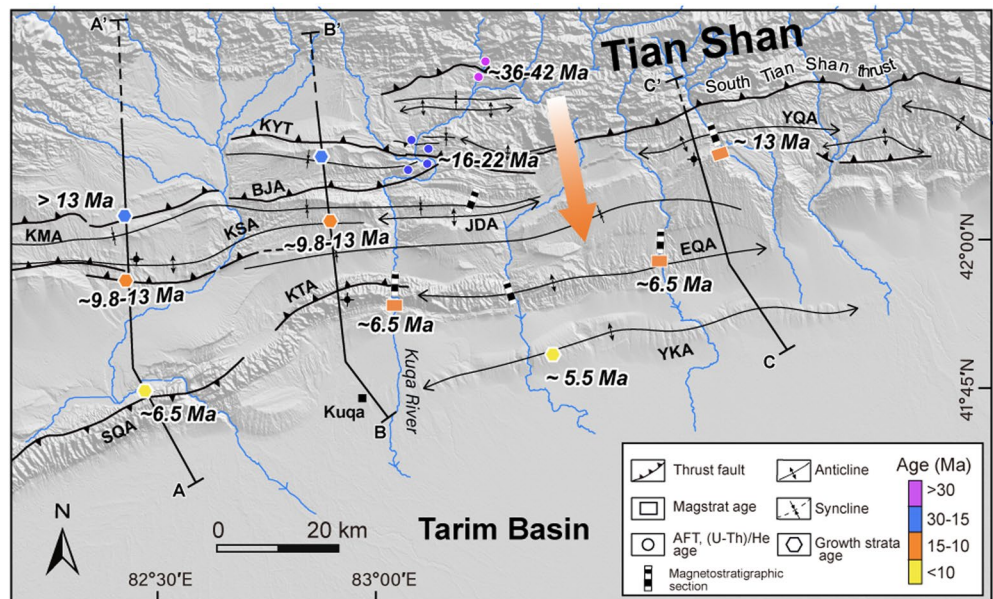 A'
B'
Tian Shan
~36-42 Ma
C'
South Tian Shan thrust
KYT
YQA
~16-22 Ma
~ 13 Ma
BJA
> 13 Ma
KSA
JDA
KMA
~9.8-13 Ma
EQA
42°00′N
~9.8-13 Ma
KTA
~6.5 Ma
~6.5 Ma
Kuqa River
YKA
C
~ 5.5 Ma
~6.5 Ma
Kuqa
B
SQA
41°45′N
A
N
0 20 km
Tarim Basin
82°30′E
83°00′E
Thrust fault
Anticline
Age (Ma)
Magstrat age
Syncline
>30
30-15
AFT, (U-Th)/He
age
Growth strata
age
15-10
<10
Magnetostratigraphic
section